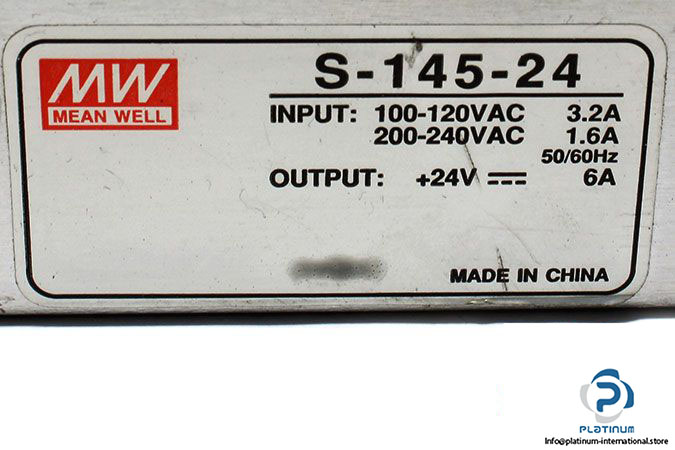 MW
MEAN WELL
S-145-24
INPUT: 100-120VAC 3.2A
200-240VAC 1.6A
50/60Hz
OUTPUT: +24V 6A
MADE IN CHINA
PLATINUM
Info@platinum-international.store